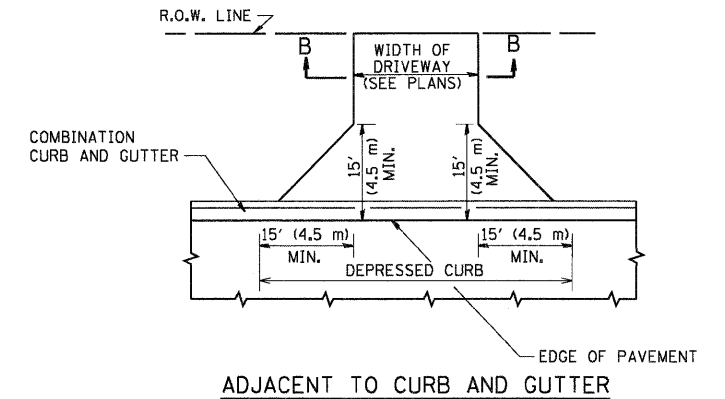 R.O.W. LINE
B
WIDTH OF
DRIVEWAY
(SEE PLANS)
B
COMBINATION
CURB AND GUTTER
15'
(4.5 m)
MIN.
15'
(4.5 m)
MIN.
15' (4.5 m)
MIN.
15' (4.5 m)
MIN.
DEPRESSED CURB
EDGE OF PAVEMENT
ADJACENT TO CURB AND GUTTER